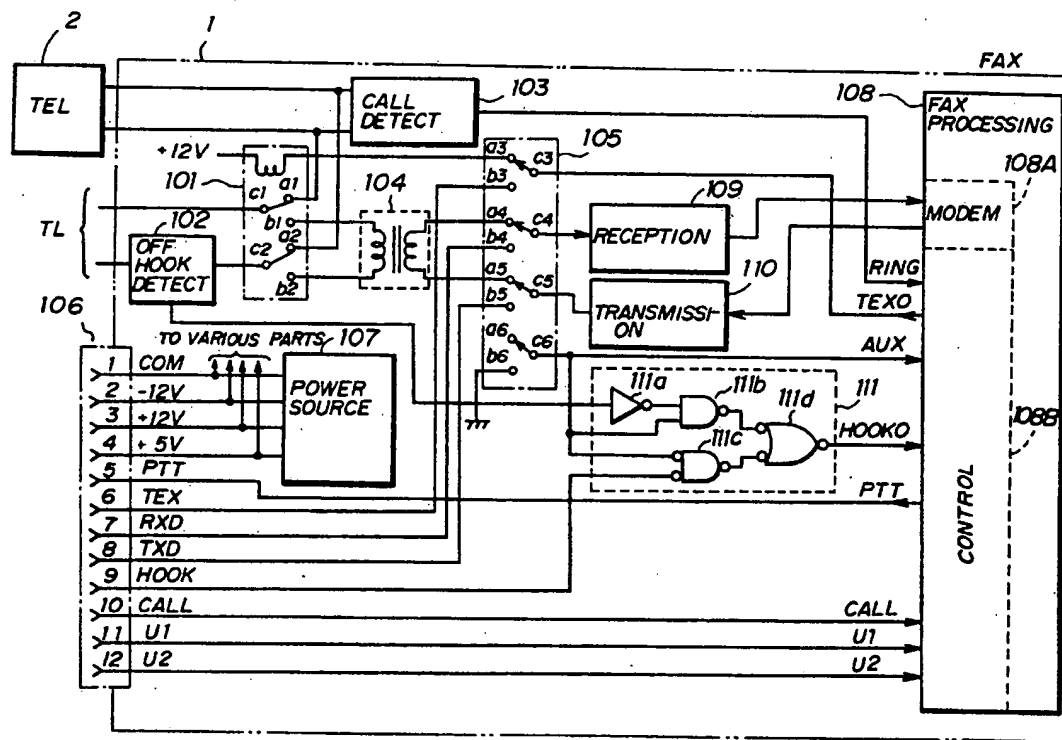 2
1
FAX
TEL
CALL DETECT
103
108
FAX PROCESSING
+12V
101
a1
c1
b1
104
a3
c3
b3
105
108A
TL
102
OFF HOOK DETECT
a2
c2
b2
a4
c4
b4
109
RECEPTION
MODEM
a5
c5
b5
110
TRANSMISSI-ON
RING
TEXO
106
TO VARIOUS PARTS
107
a6
c6
b6
AUX
1 COM
POWER SOURCE
2 -12V
3 +12V
4 +5V
111a
111b
111d
111
111c
HOOKO
108B
5 PTT
PTT
6 TEX
7 RXD
8 TXD
9 HOOK
CONTROL
10 CALL
CALL
11 U1
U1
12 U2
U2